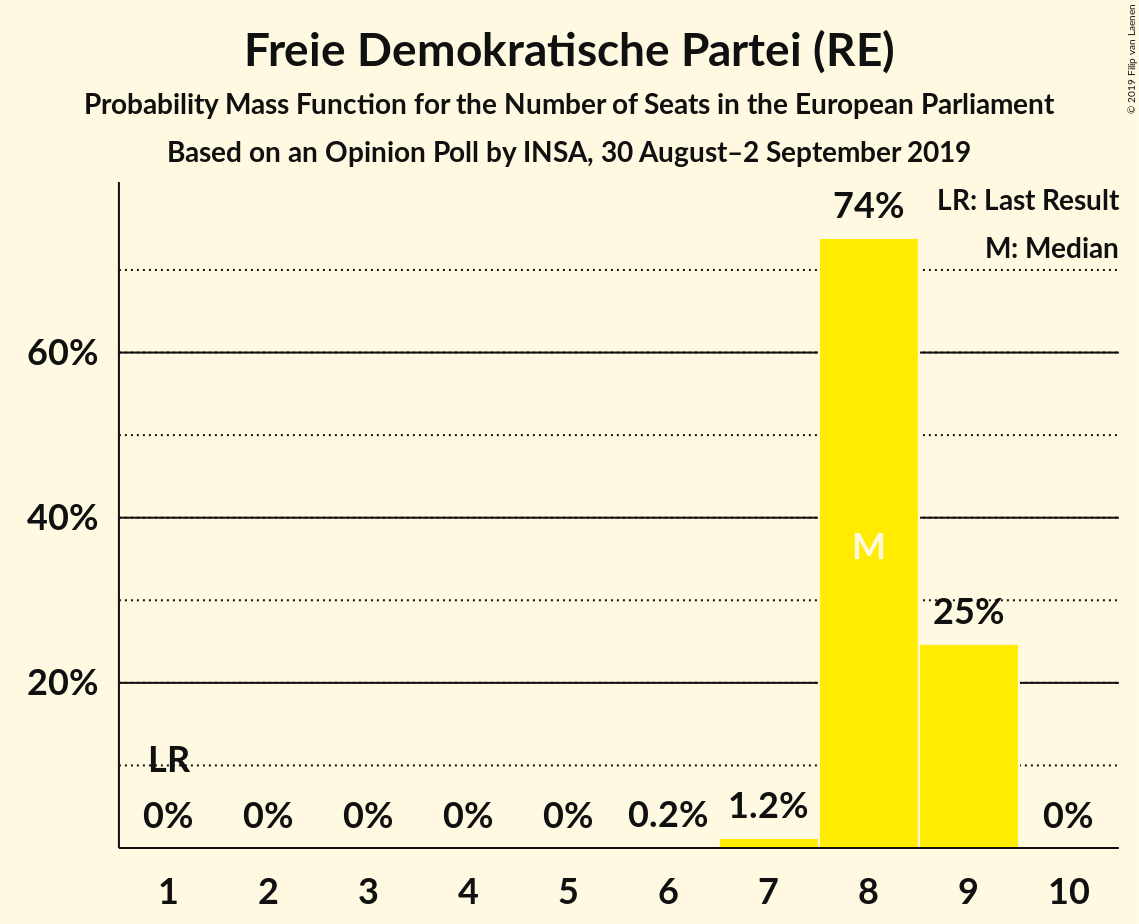 Freie Demokratische Partei (RE)
Probability Mass Function for the Number of Seats in the European Parliament
Based on an Opinion Poll by INSA, 30 August–2 September 2019
© 2019 Filip van Laenen
LR: Last Result
M: Median
74%
60%
40%
M
25%
20%
LR
0%
0%
0%
0%
0%
0.2%
1.2%
0%
1
2
3
4
5
6
7
8
9
10